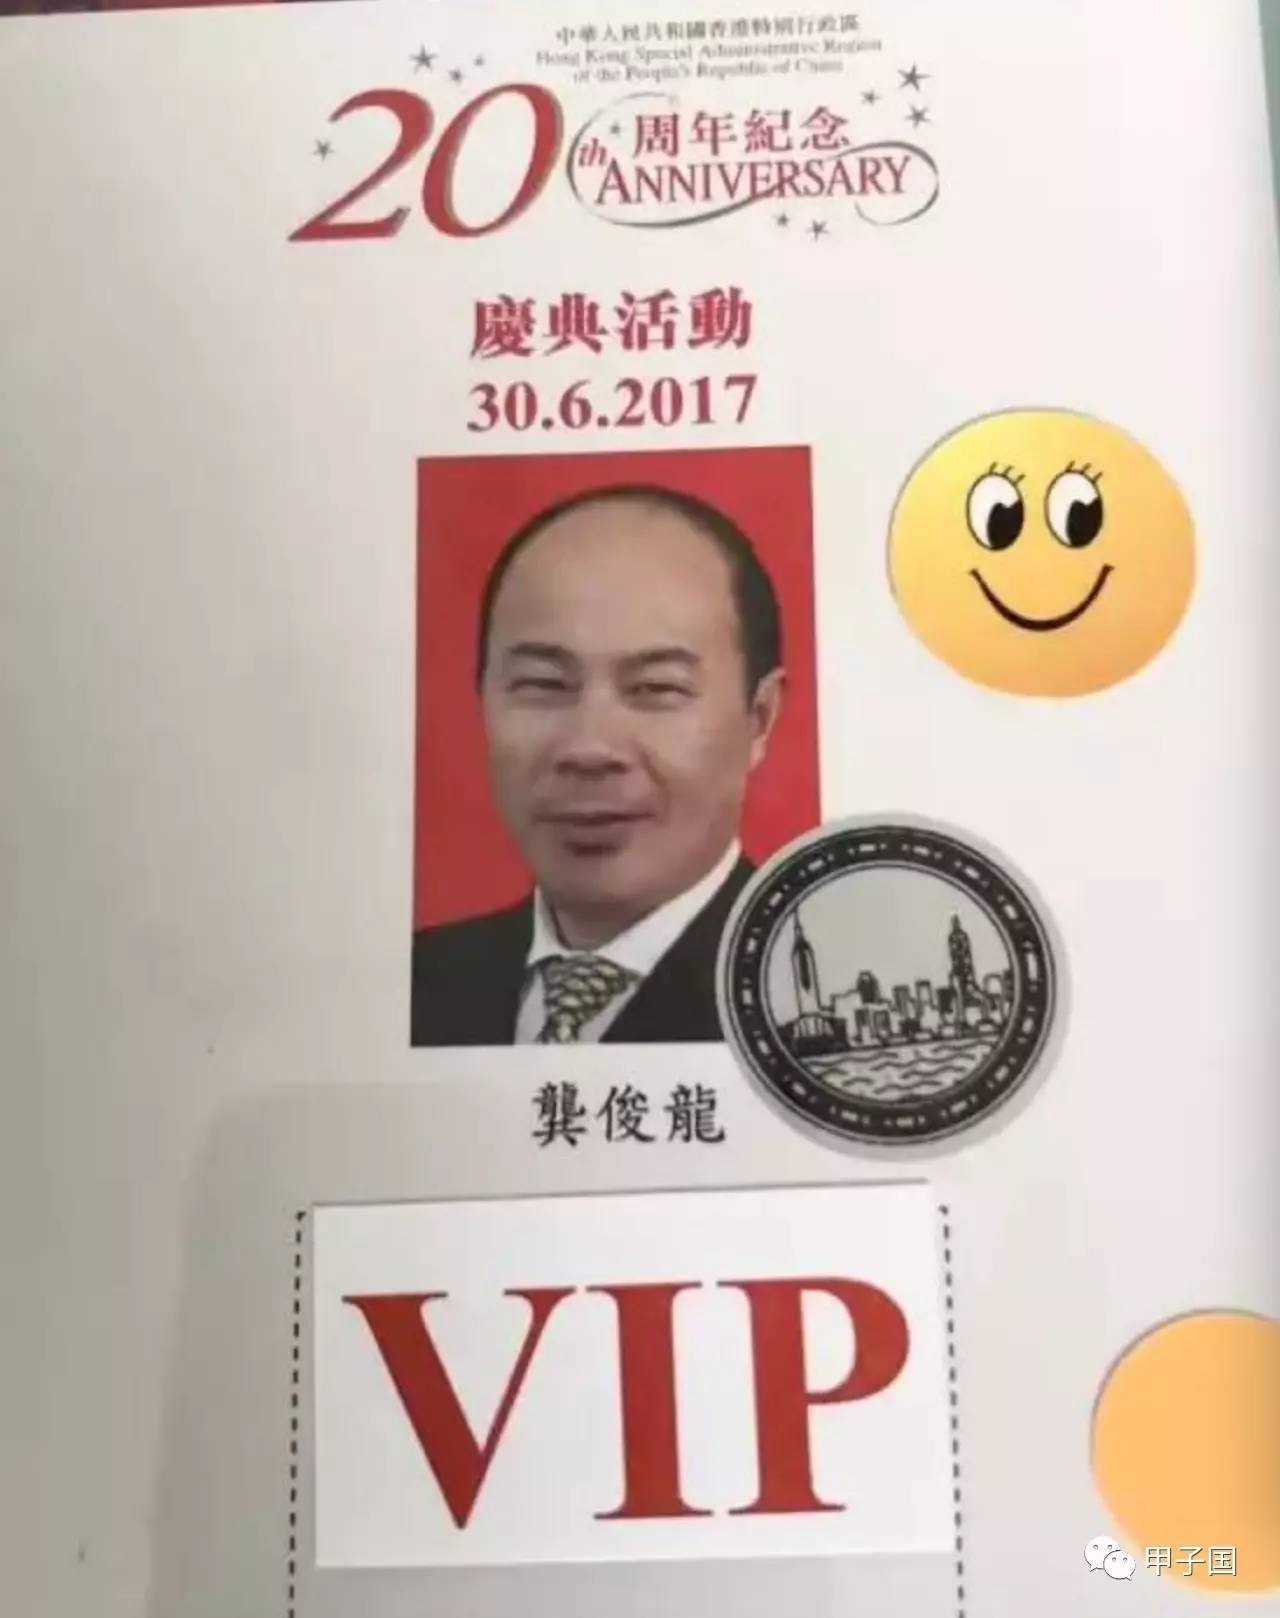 中華人民共和國香港特別行政區
Hong Kong Special Administrative Region
of the People's Republic of China
20th 周年紀念
ANNIVERSARY
慶典活動
30.6.2017
龔俊龍
VIP
甲子国